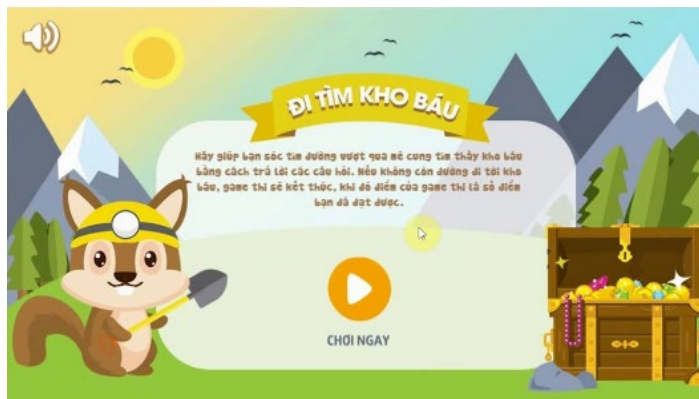 ĐI TÌM KHO BÁU
Hãy giúp bạn sóc tìm đường vượt qua mê cung tìm thấy kho báu
bằng cách trả lời các câu hỏi. Nếu không còn đường đi tới kho
báu, game thì sẽ kết thúc, khi đó điểm của game thì là số điểm
bạn đã đạt được.
CHƠI NGAY